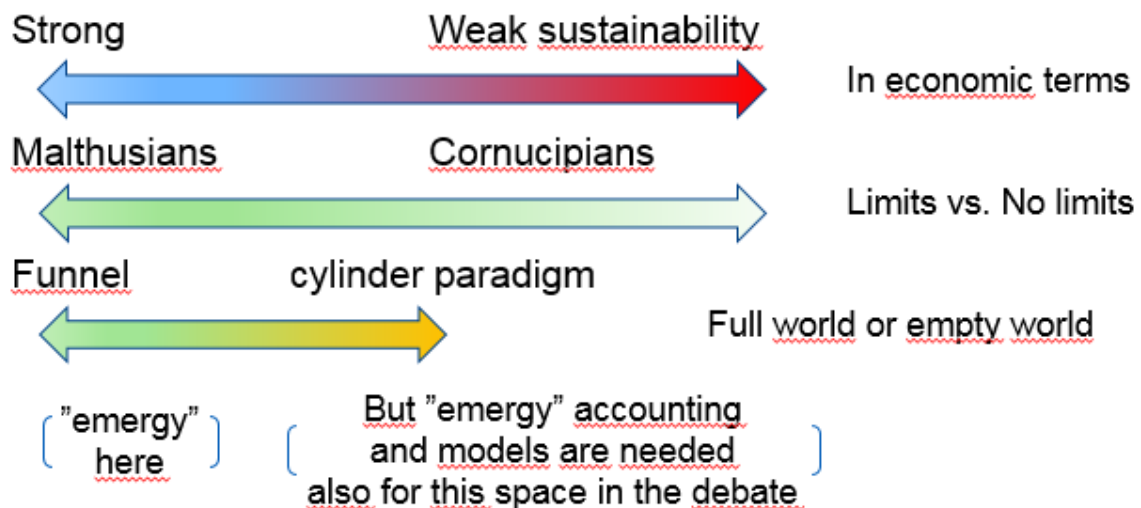 Strong Weak sustainability
In economic terms
Malthusians Cornucipians
Limits vs. No limits
Funnel cylinder paradigm
Full world or empty world
”emergy”
here
But ”emergy” accounting
and models are needed
also for this space in the debate